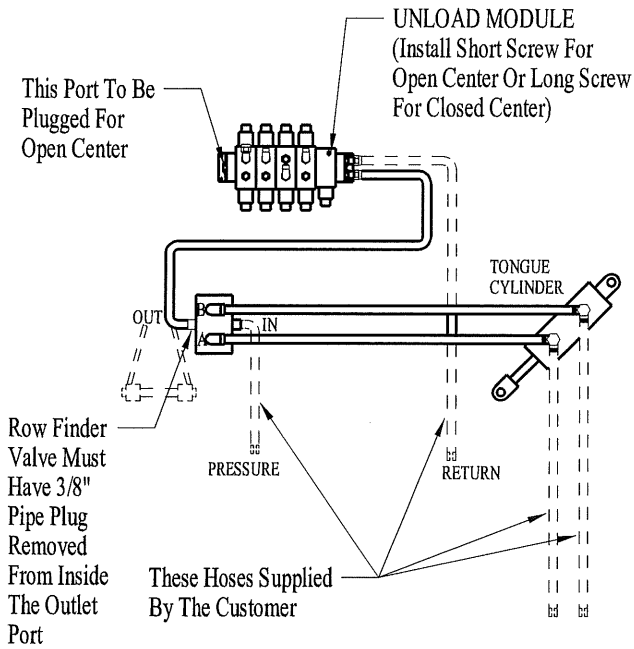 UNLOAD MODULE
(Install Short Screw For
Open Center Or Long Screw
For Closed Center)
This Port To Be
Plugged For
Open Center
TONGUE
CYLINDER
B
OUT
IN
A
Row Finder
Valve Must
Have 3/8"
Pipe Plug
Removed
From Inside
The Outlet
Port
PRESSURE
RETURN
These Hoses Supplied
By The Customer